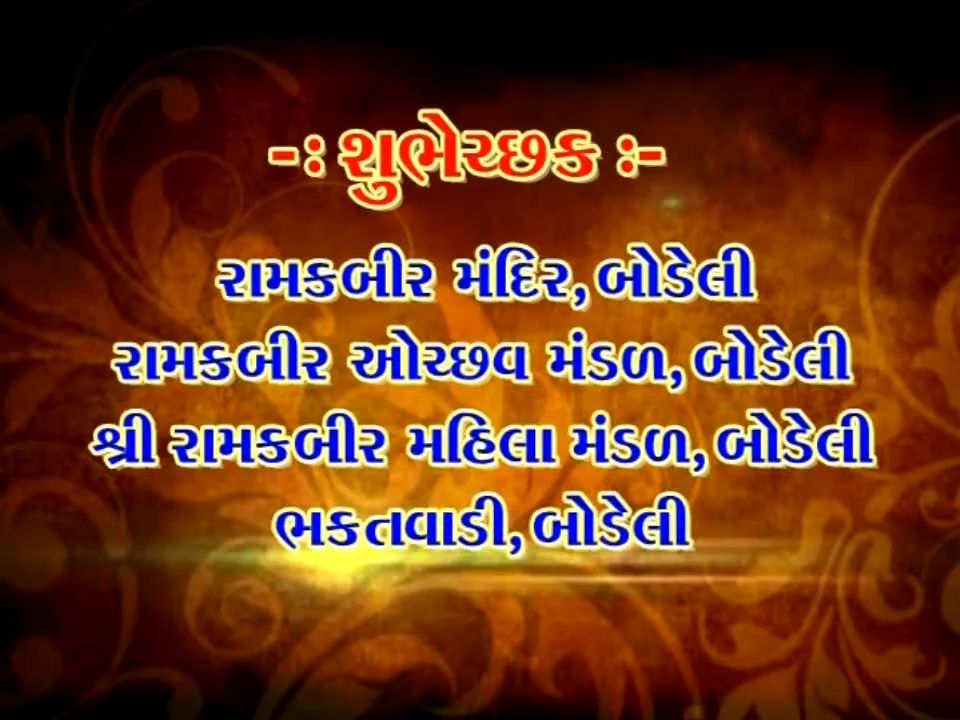 -ઃ શુભેચ્છક ઃ-
રામકબીર મંદિર, બોડેલી
રામકબીર ઓચ્છવ મંડળ, બોડેલી
શ્રી રામકબીર મહિલા મંડળ, બોડેલી
ભકતવાડી, બોડેલી